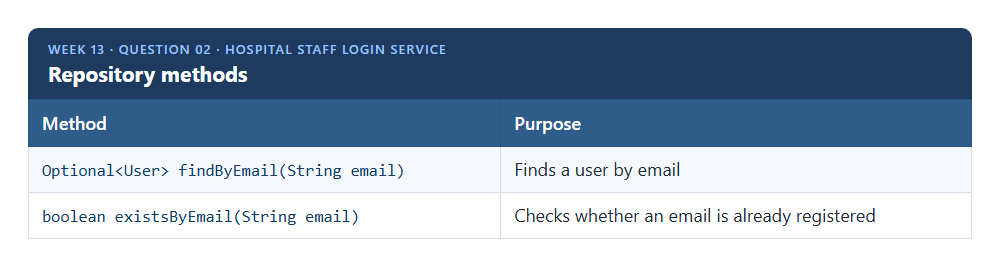 WEEK 13 · QUESTION 02 · HOSPITAL STAFF LOGIN SERVICE
Repository methods
Method Purpose
Optional<User> findByEmail(String email) Finds a user by email
boolean existsByEmail(String email) Checks whether an email is already registered